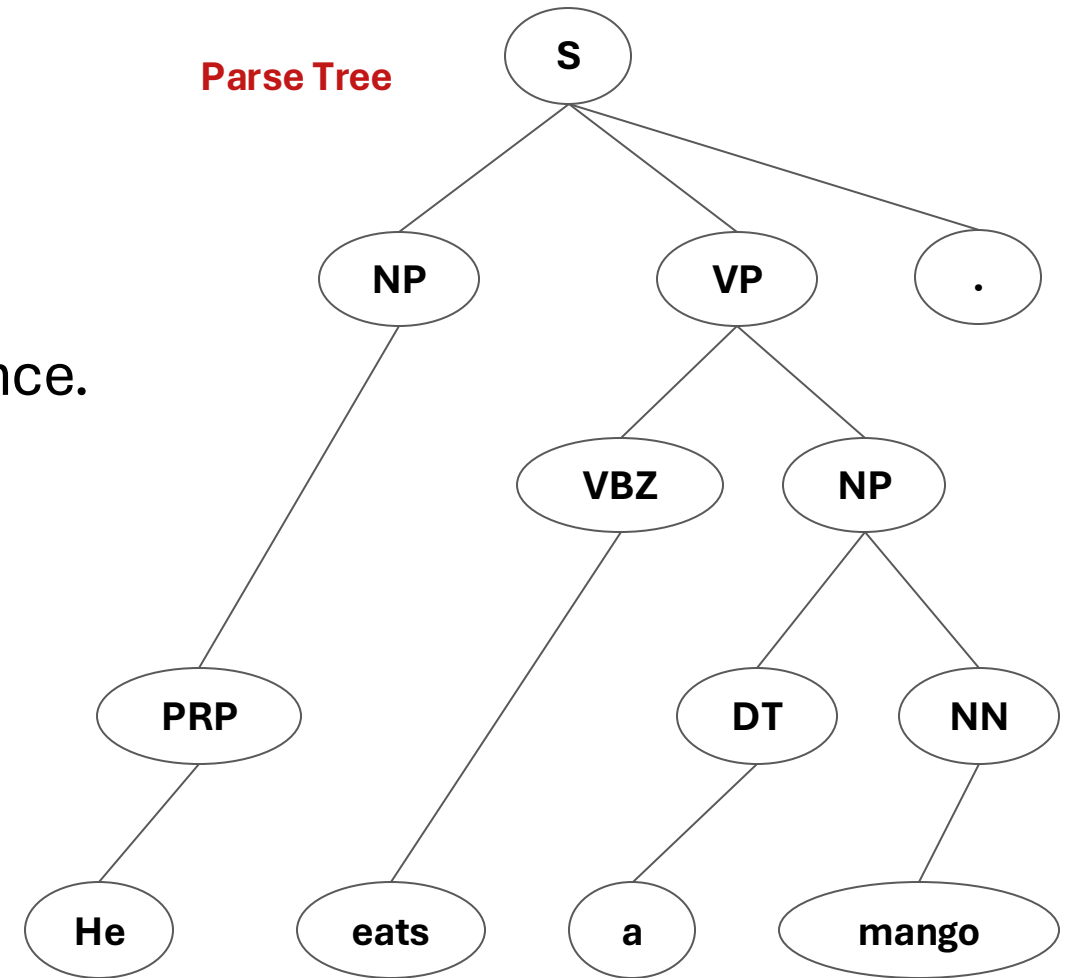 S
Parse Tree
NP VP .
nce.
VBZ NP
PRP DT NN
He eats a mango